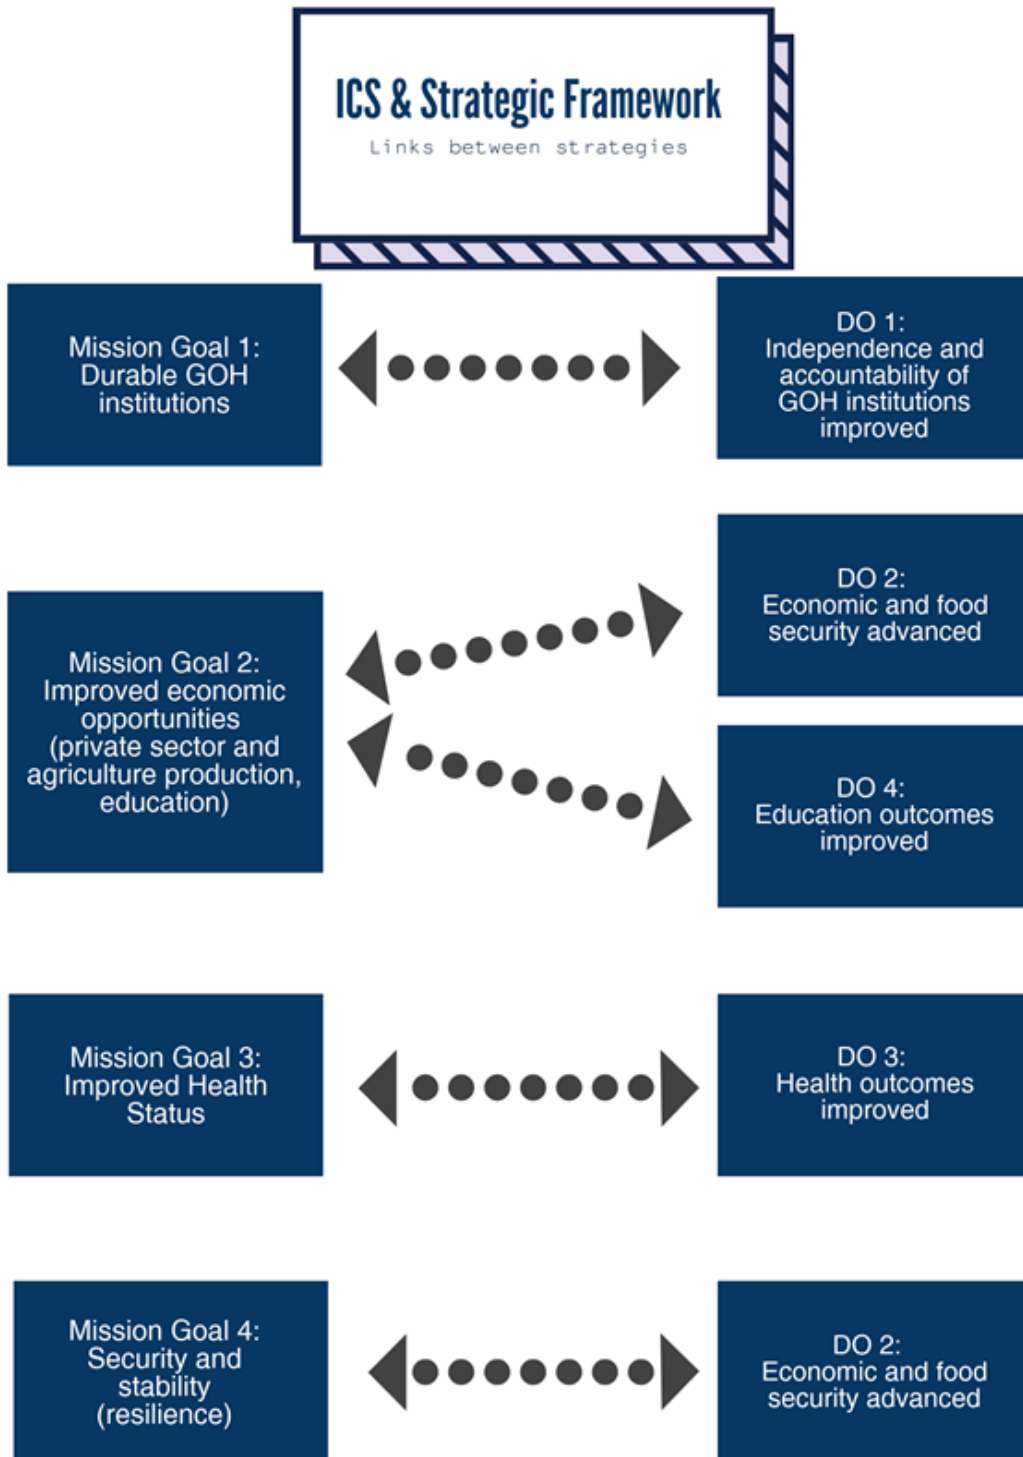 ICS & Strategic Framework
Links between strategies
Mission Goal 1:
Durable GOH
institutions
DO 1:
Independence and
accountability of
GOH institutions
improved
Mission Goal 2:
Improved economic
opportunities
(private sector and
agriculture production,
education)
DO 2:
Economic and food
security advanced
DO 4:
Education outcomes
improved
Mission Goal 3:
Improved Health
Status
DO 3:
Health outcomes
improved
Mission Goal 4:
Security and
stability
(resilience)
DO 2:
Economic and food
security advanced